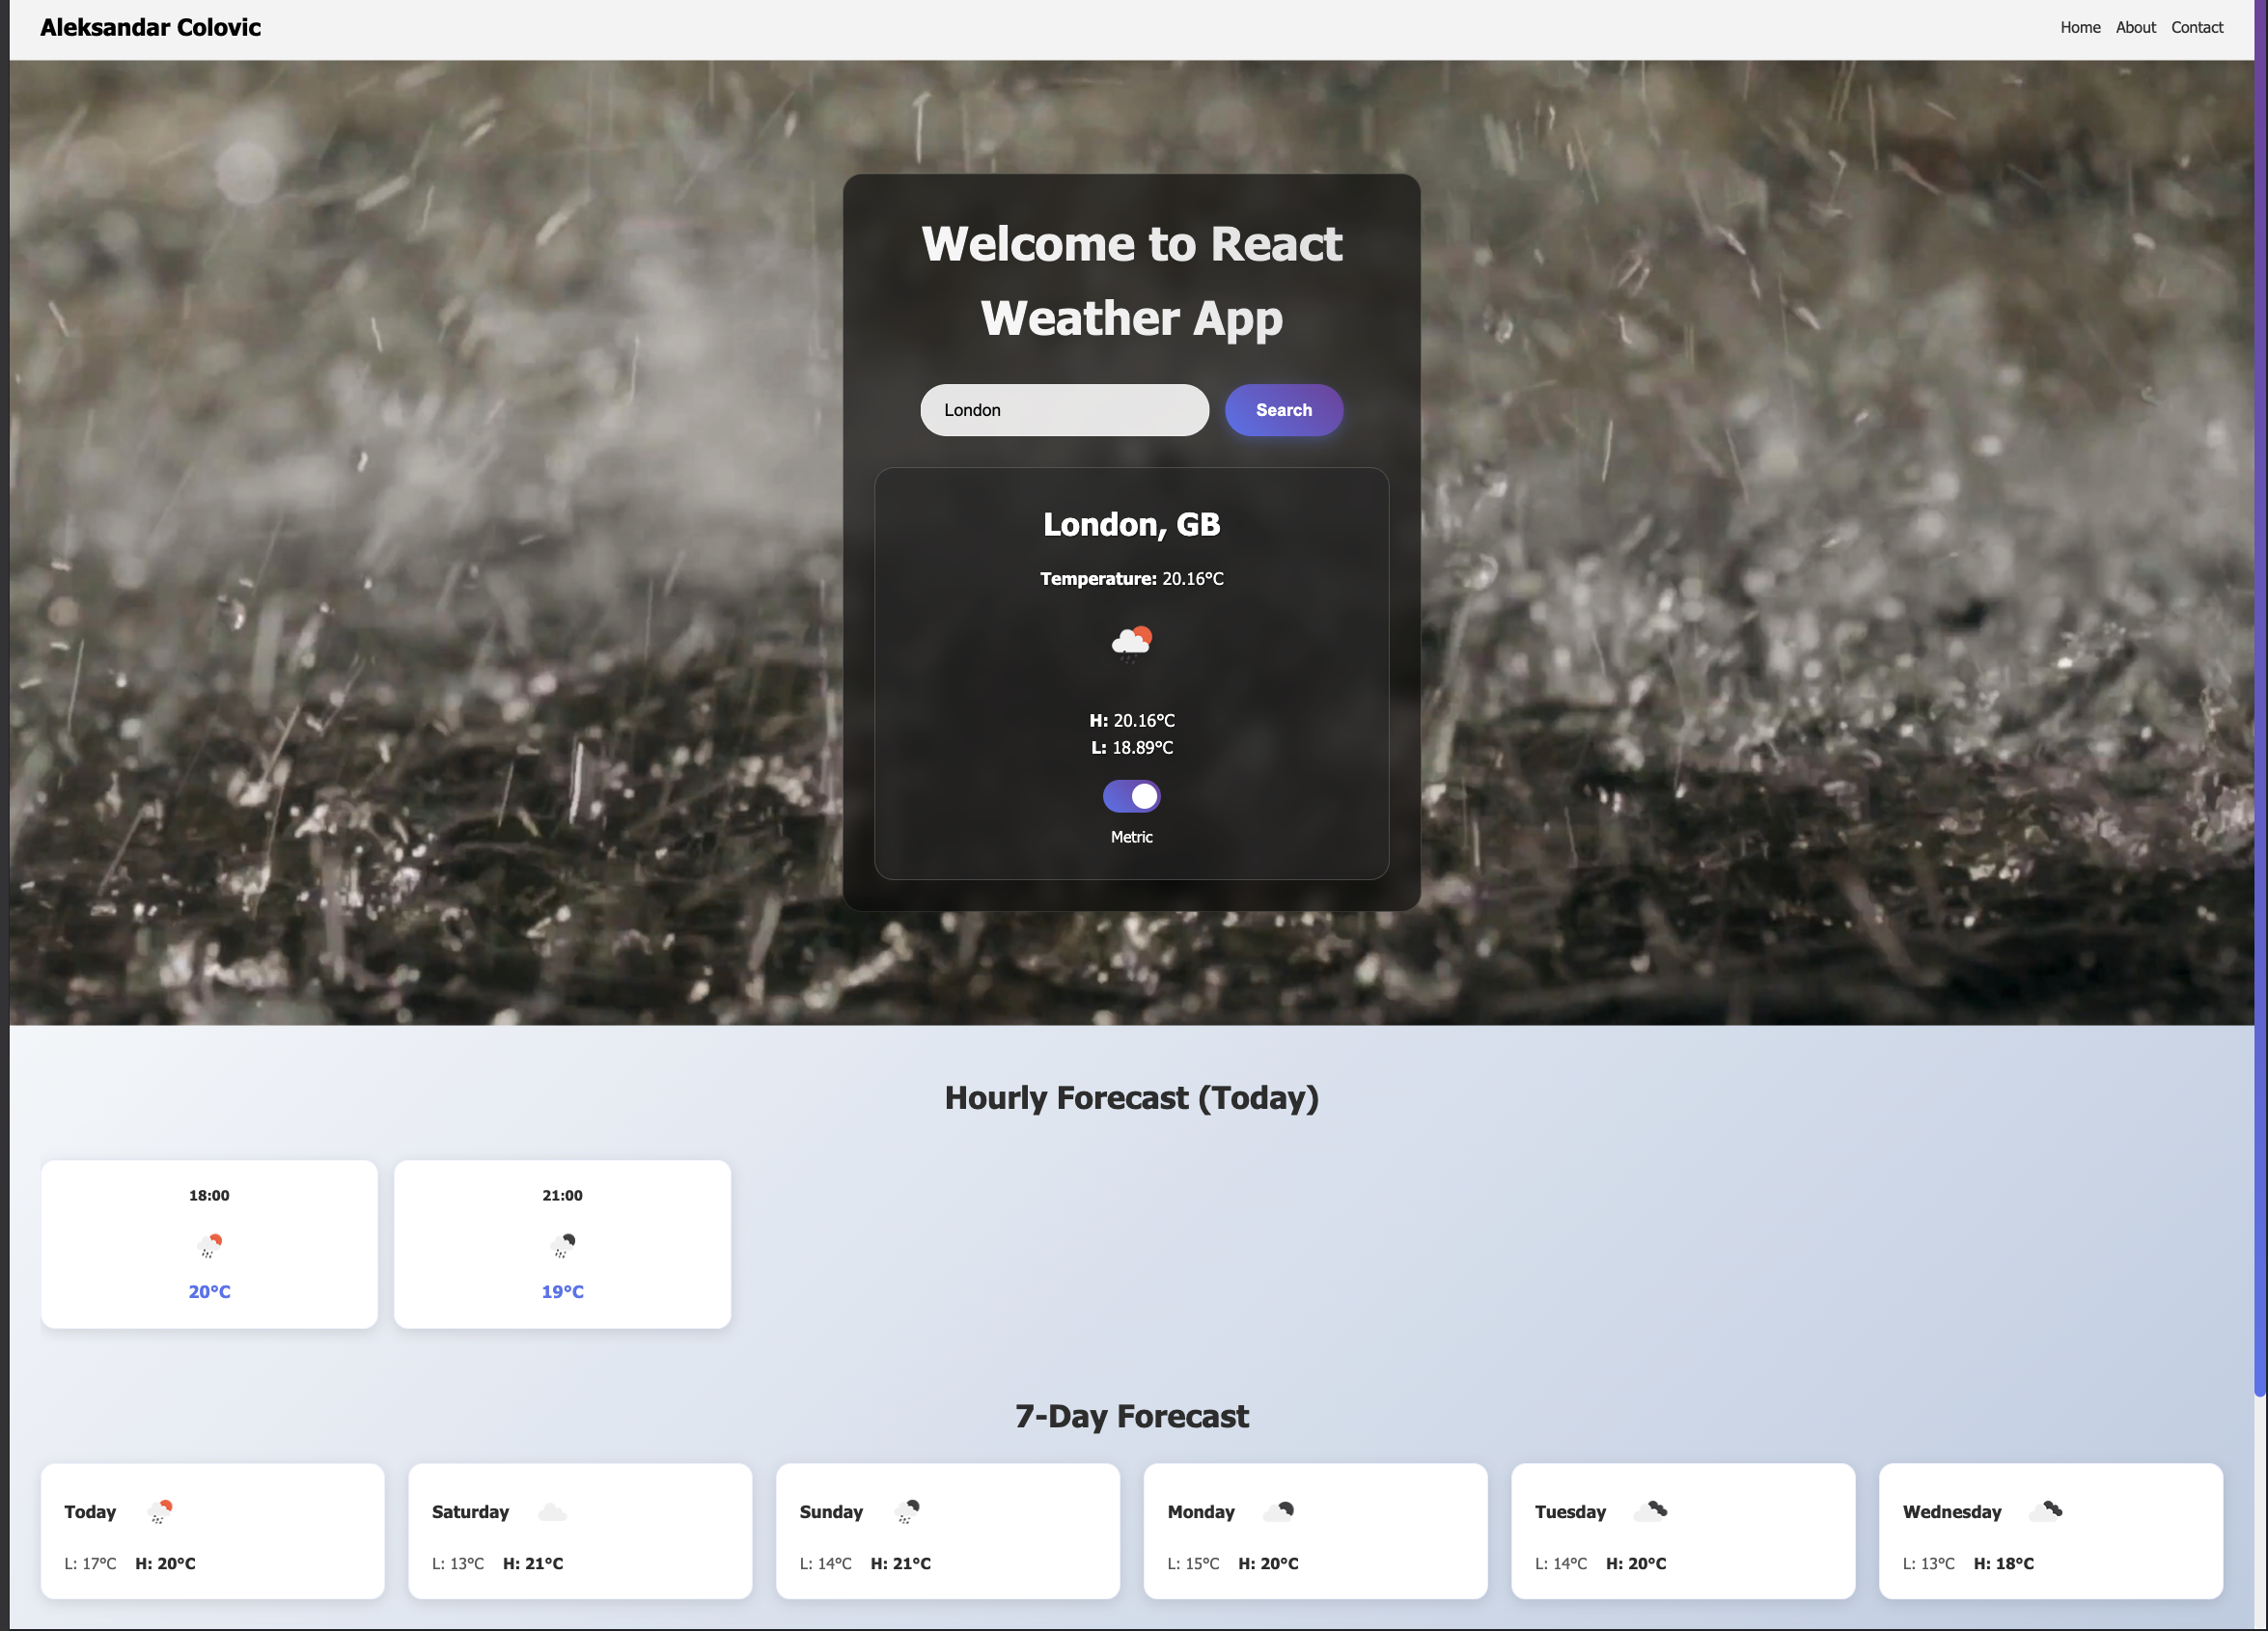 Aleksandar Colovic
Home About Contact
Welcome to React
Weather App
London Search
London, GB
Temperature: 20.16°C
H: 20.16°C
L: 18.89°C
Metric
Hourly Forecast (Today)
18:00 21:00
20°C 19°C
7-Day Forecast
Today Saturday Sunday Monday Tuesday Wednesday
L: 17°C H: 20°C L: 13°C H: 21°C L: 14°C H: 21°C L: 15°C H: 20°C L: 14°C H: 20°C L: 13°C H: 18°C